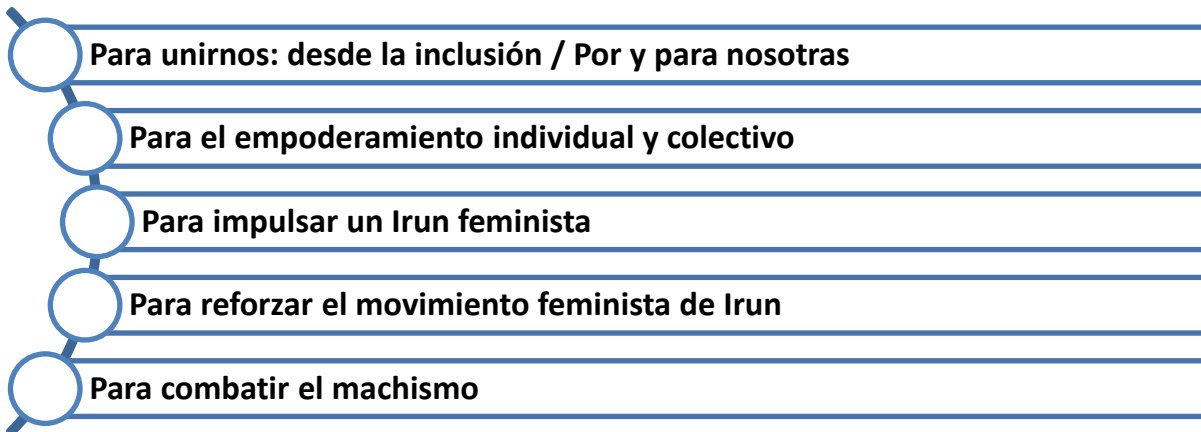 Para unirnos: desde la inclusión / Por y para nosotras
Para el empoderamiento individual y colectivo
Para impulsar un Irun feminista
Para reforzar el movimiento feminista de Irun
Para combatir el machismo